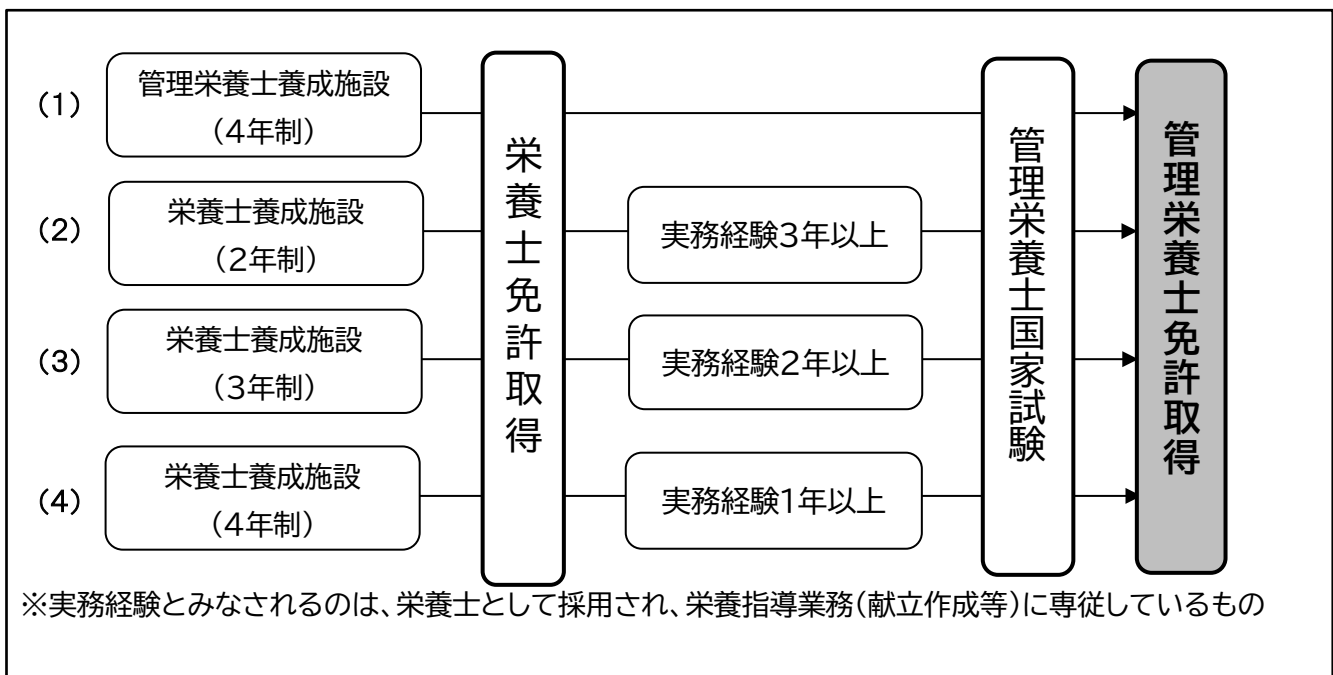 (1)
管理栄養士養成施設
(4年制)
(2)
栄養士養成施設
(2年制)
実務経験3年以上
(3)
栄養士養成施設
(3年制)
実務経験2年以上
(4)
栄養士養成施設
(4年制)
実務経験1年以上
栄養士免許取得
管理栄養士国家試験
管理栄養士免許取得
※実務経験とみなされるのは、栄養士として採用され、栄養指導業務(献立作成等)に専従しているもの